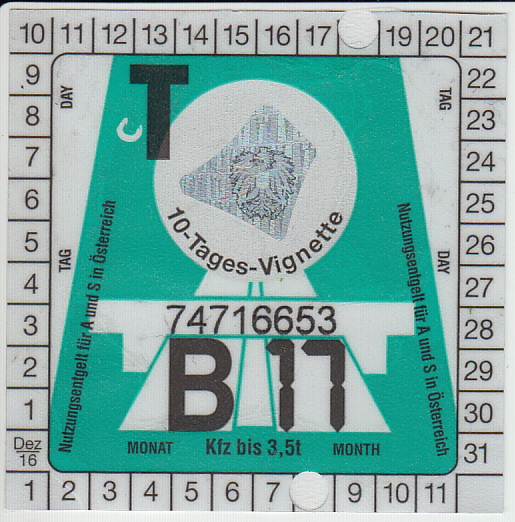 10 11 12 13 14 15 16 17 19 20 21
9 22
8 23
7 24
6 25
5 26
4 27
3 28
2 29
1 30
Dez
16 31
1 2 3 4 5 6 7 9 10 11
DAY
TAG
T
C
10-Tages-Vignette
TAG
DAY
Nutzungsentgelt für A und S in Österreich
Nutzungsentgelt für A und S in Österreich
74716653
B 17
MONAT Kfz bis 3,5t MONTH